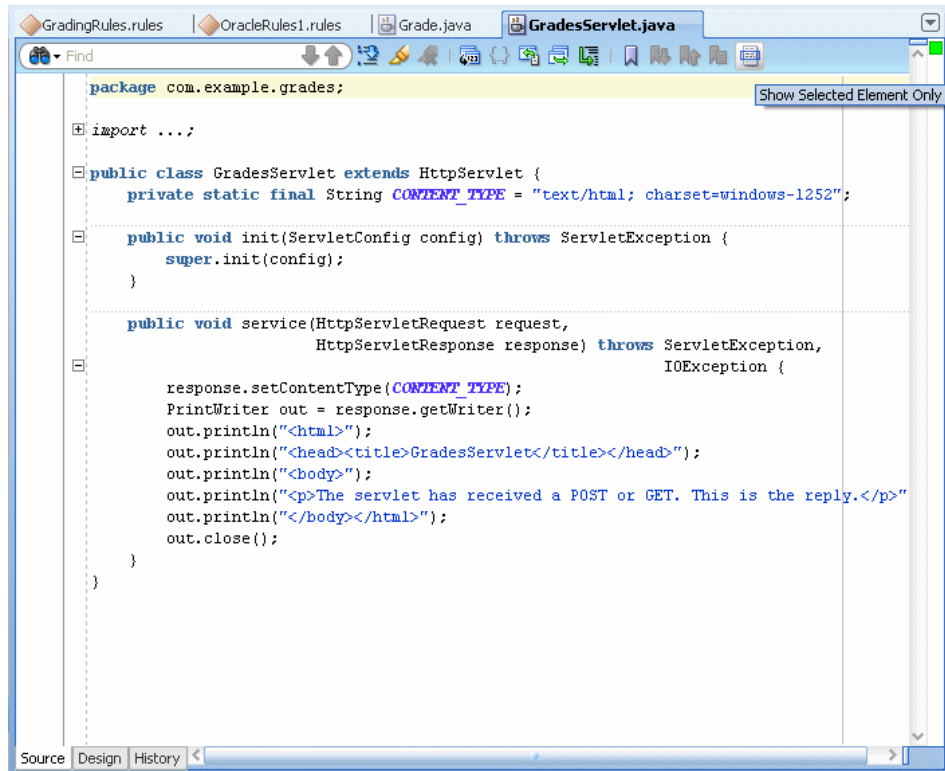 GradingRules.rules OracleRules1.rules Grade.java GradesServlet.java
Find
Show Selected Element Only
package com.example.grades;
import ...;
public class GradesServlet extends HttpServlet {
private static final String CONTENT_TYPE = "text/html; charset=windows-1252";
public void init(ServletConfig config) throws ServletException {
super.init(config);
}
public void service(HttpServletRequest request,
HttpServletResponse response) throws ServletException,
IOException {
response.setContentType(CONTENT_TYPE);
PrintWriter out = response.getWriter();
out.println("<html>");
out.println("<head><title>GradesServlet</title></head>");
out.println("<body>");
out.println("<p>The servlet has received a POST or GET. This is the reply.</p>"
out.println("</body></html>");
out.close();
}
}
Source Design History